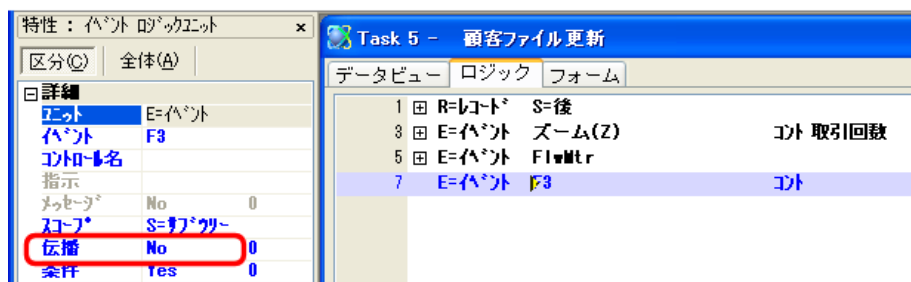 特性 : イベント ロジックユニット x
区分(C) 全体(A)
詳細
ユニット E=イベント
イベント F3
コントロール名
指示
メッセージ No 0
スコープ S=サブツリー
伝播 No 0
条件 Yes 0
Task 5 - 顧客ファイル更新
データビュー ロジック フォーム
1 R=レコード S=後
3 E=イベント ズーム(Z) コント 取引回数
5 E=イベント FlwMtr
7 E=イベント F3 コント